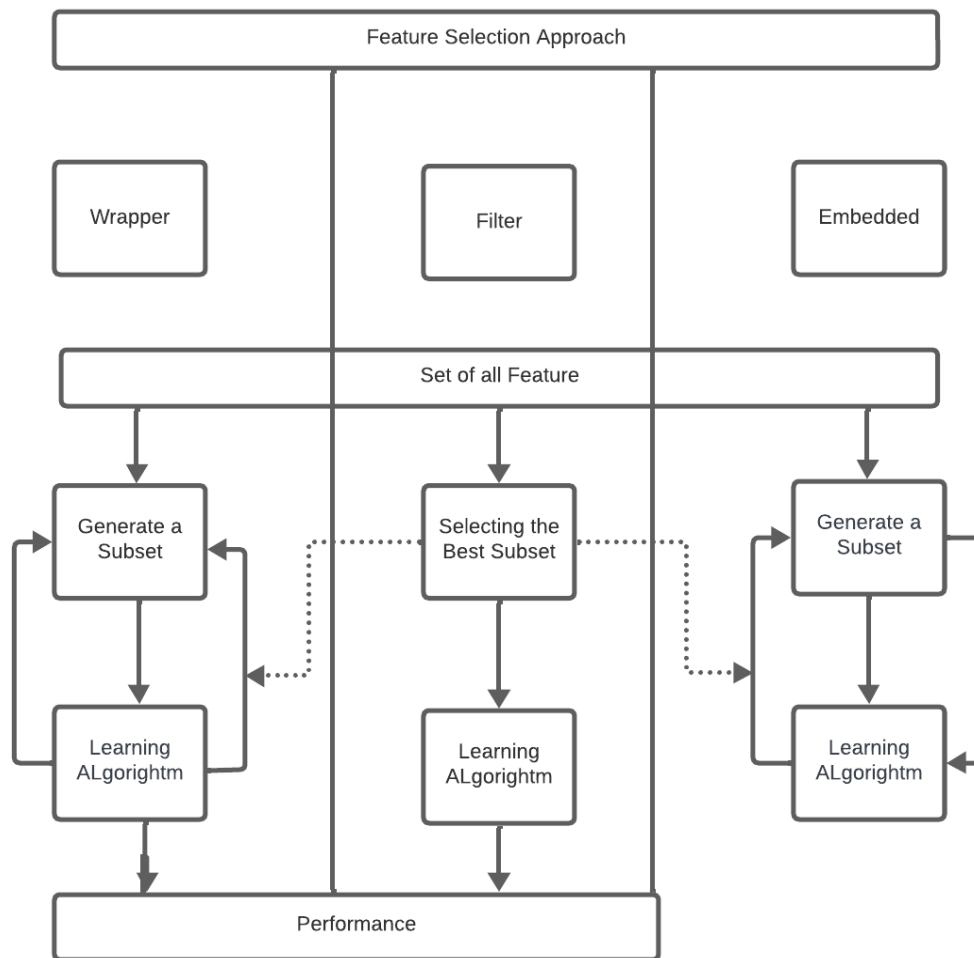 Feature Selection Approach
Wrapper
Filter
Embedded
Set of all Feature
Generate a
Subset
Selecting the
Best Subset
Generate a
Subset
Learning
ALgorightm
Learning
ALgorightm
Learning
ALgorightm
Performance